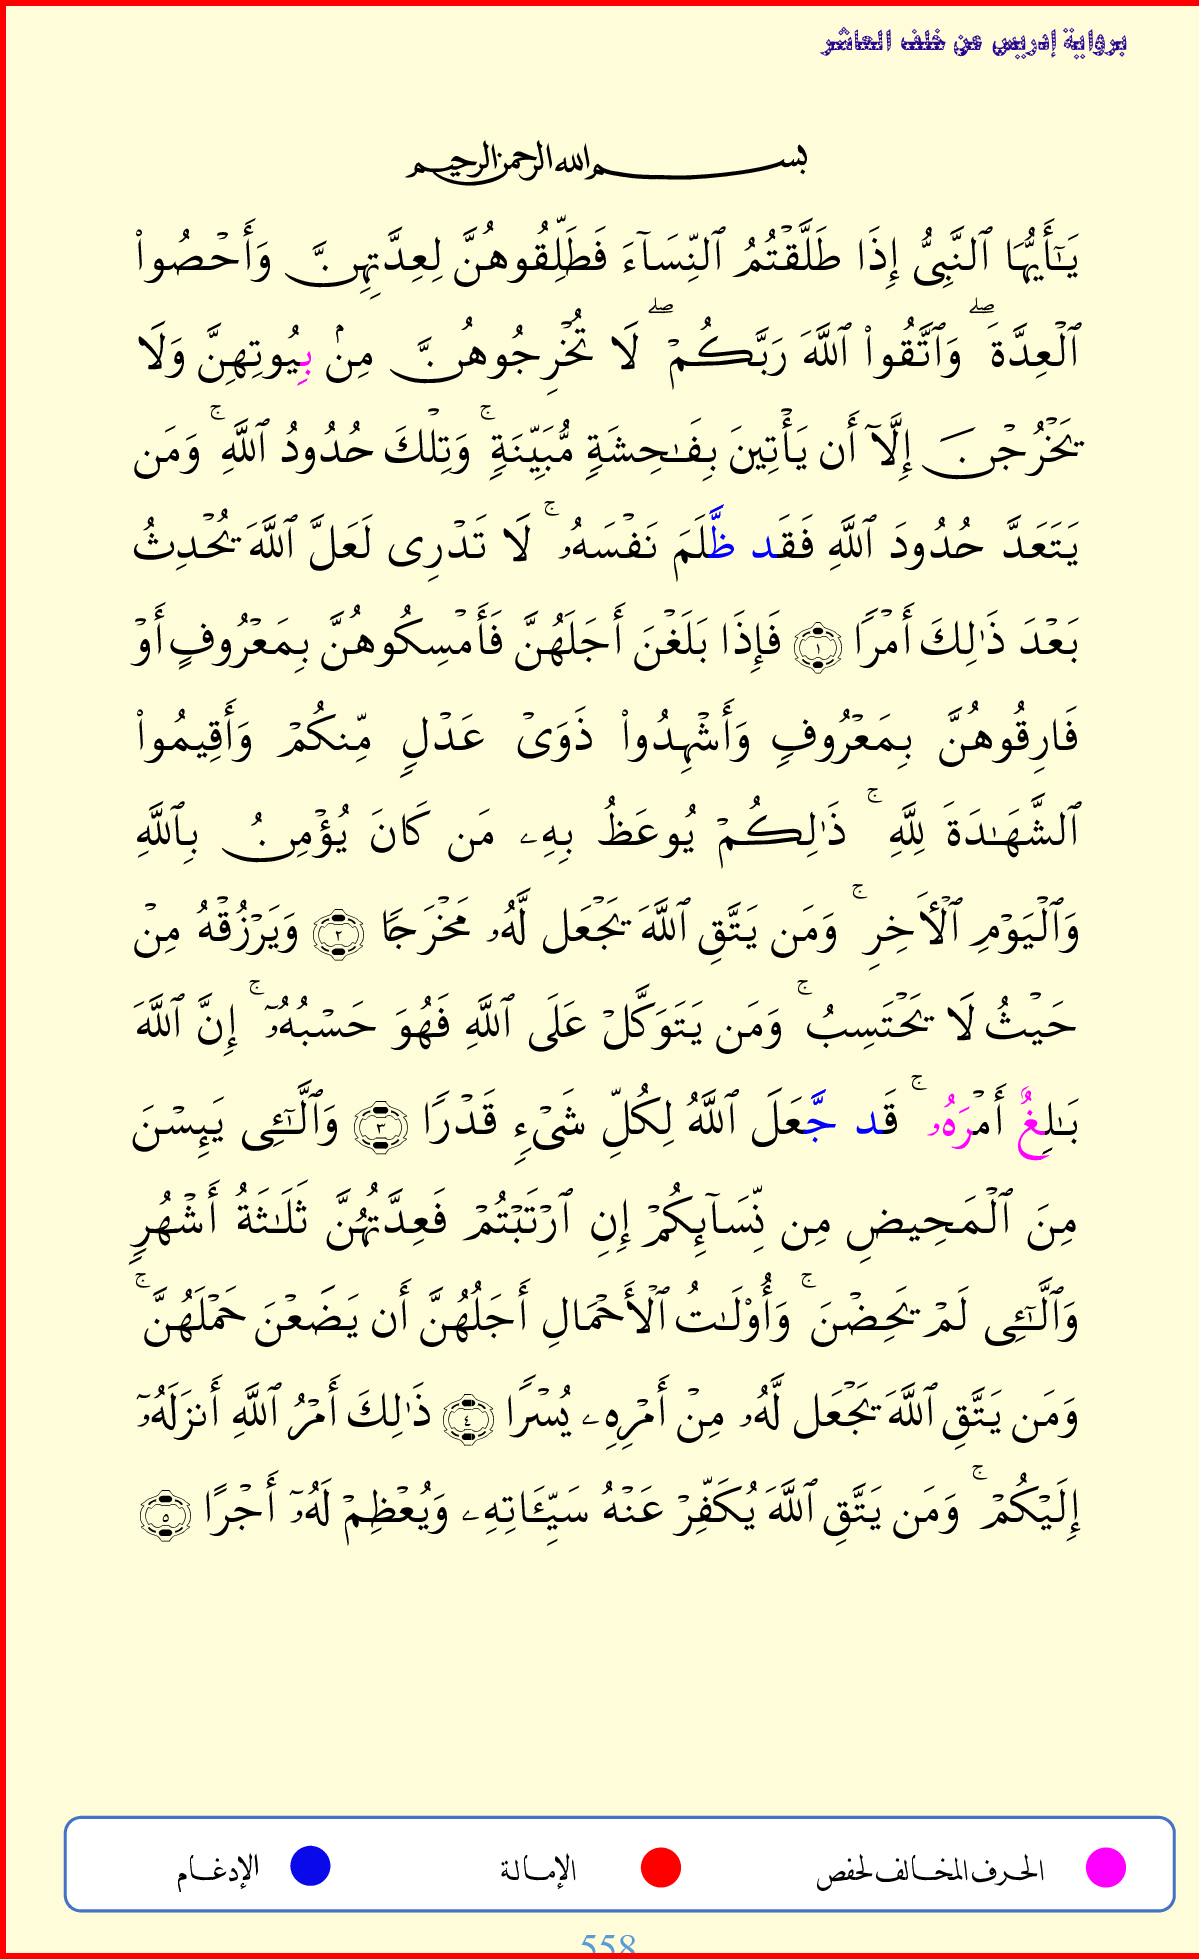 برواية إدريس عن خلف العاشر
بسم الله الرحمن الرحيم
يَـٰٓأَيُّهَا ٱلنَّبِىُّ إِذَا طَلَّقْتُمُ ٱلنِّسَآءَ فَطَلِّقُوهُنَّ لِعِدَّتِهِنَّ وَأَحْصُوا۟
ٱلْعِدَّةَ ۖ وَٱتَّقُوا۟ ٱللَّهَ رَبَّكُمْ ۖ لَا تُخْرِجُوهُنَّ مِنۢ بِيُوتِهِنَّ وَلَا
يَخْرُجْنَ إِلَّآ أَن يَأْتِينَ بِفَـٰحِشَةٍ مُّبَيِّنَةٍ ۚ وَتِلْكَ حُدُودُ ٱللَّهِ ۚ وَمَن
يَتَعَدَّ حُدُودَ ٱللَّهِ فَقَد ظَّلَمَ نَفْسَهُۥ ۚ لَا تَدْرِى لَعَلَّ ٱللَّهَ يُحْدِثُ
بَعْدَ ذَٰلِكَ أَمْرًا ١ فَإِذَا بَلَغْنَ أَجَلَهُنَّ فَأَمْسِكُوهُنَّ بِمَعْرُوفٍ أَوْ
فَارِقُوهُنَّ بِمَعْرُوفٍ وَأَشْهِدُوا۟ ذَوَىْ عَدْلٍ مِّنكُمْ وَأَقِيمُوا۟
ٱلشَّهَـٰدَةَ لِلَّهِ ۚ ذَٰلِكُمْ يُوعَظُ بِهِۦ مَن كَانَ يُؤْمِنُ بِٱللَّهِ
وَٱلْيَوْمِ ٱلْـَٔاخِرِ ۚ وَمَن يَتَّقِ ٱللَّهَ يَجْعَل لَّهُۥ مَخْرَجًا ٢ وَيَرْزُقْهُ مِنْ
حَيْثُ لَا يَحْتَسِبُ ۚ وَمَن يَتَوَكَّلْ عَلَى ٱللَّهِ فَهُوَ حَسْبُهُۥٓ ۚ إِنَّ ٱللَّهَ
بَـٰلِغٌ أَمْرَهُۥ ۚ قَد جَّعَلَ ٱللَّهُ لِكُلِّ شَىْءٍ قَدْرًا ٣ وَٱلَّـٰٓـِٔى يَئِسْنَ
مِنَ ٱلْمَحِيضِ مِن نِّسَآئِكُمْ إِنِ ٱرْتَبْتُمْ فَعِدَّتُهُنَّ ثَلَـٰثَةُ أَشْهُرٍ
وَٱلَّـٰٓـِٔى لَمْ يَحِضْنَ ۚ وَأُو۟لَـٰتُ ٱلْأَحْمَالِ أَجَلُهُنَّ أَن يَضَعْنَ حَمْلَهُنَّ ۚ
وَمَن يَتَّقِ ٱللَّهَ يَجْعَل لَّهُۥ مِنْ أَمْرِهِۦ يُسْرًا ٤ ذَٰلِكَ أَمْرُ ٱللَّهِ أَنزَلَهُۥٓ
إِلَيْكُمْ ۚ وَمَن يَتَّقِ ٱللَّهَ يُكَفِّرْ عَنْهُ سَيِّـَٔاتِهِۦ وَيُعْظِمْ لَهُۥٓ أَجْرًا ٥
الحرف المخالف لحفص الإمالة الإدغام
558